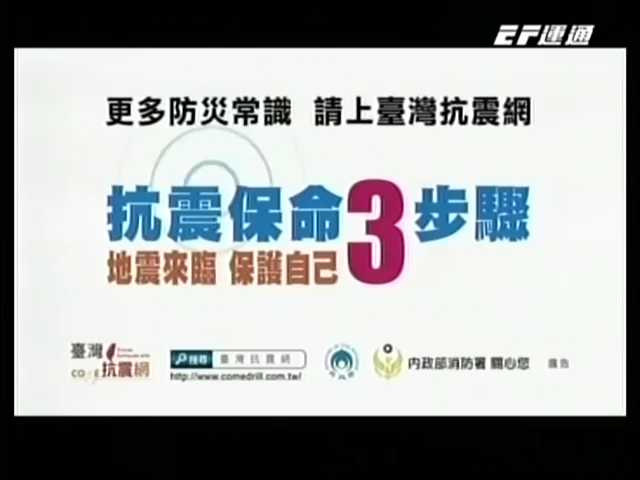 EF運通
更多防災常識 請上臺灣抗震網
抗震保命3步驟
地震來臨 保護自己
臺灣
抗震網
搜尋 臺灣抗震網
http://www.comedrill.com.tw/
內政部消防署 關心您
廣告